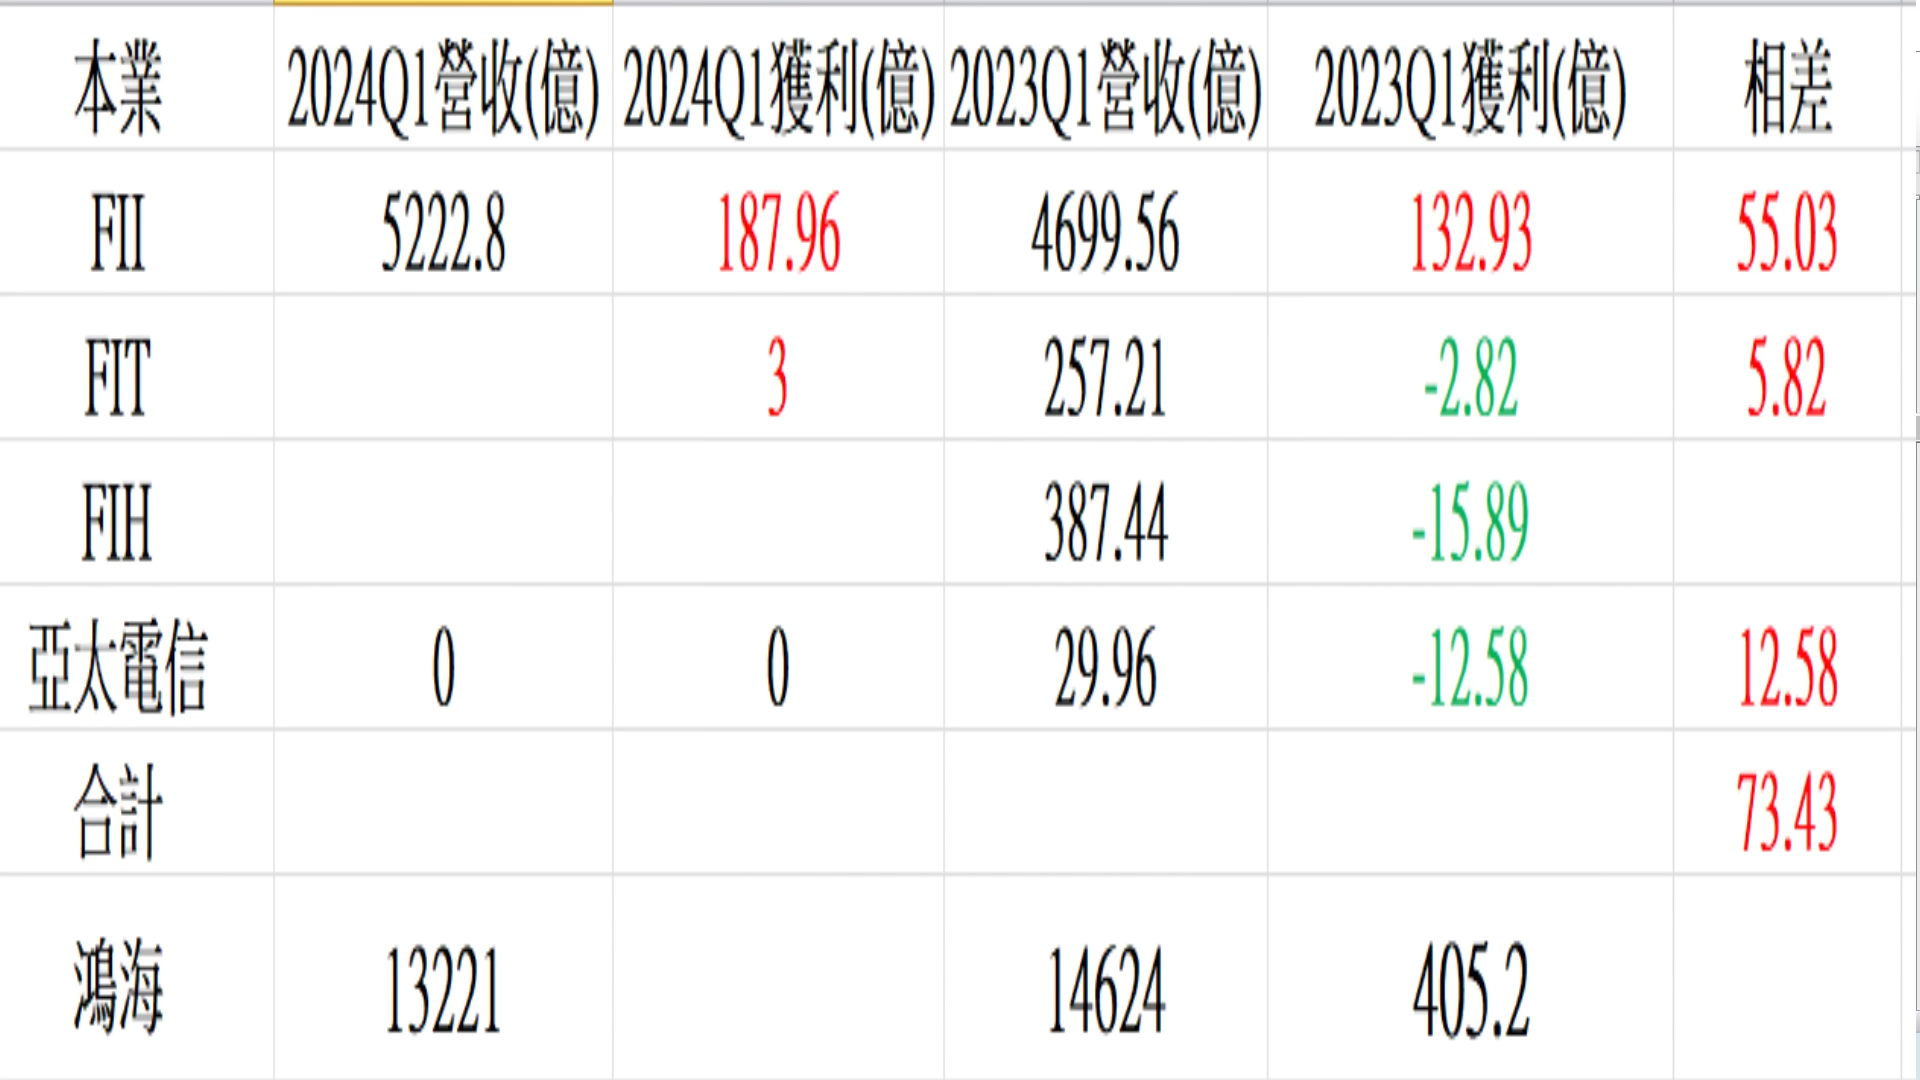 本業 2024Q1營收(億) 2024Q1獲利(億) 2023Q1營收(億) 2023Q1獲利(億) 相差
FII 5222.8 187.96 4699.56 132.93 55.03
FIT 3 257.21 -2.82 5.82
FIH 387.44 -15.89
亞太電信 0 0 29.96 -12.58 12.58
合計 73.43
鴻海 13221 14624 405.2